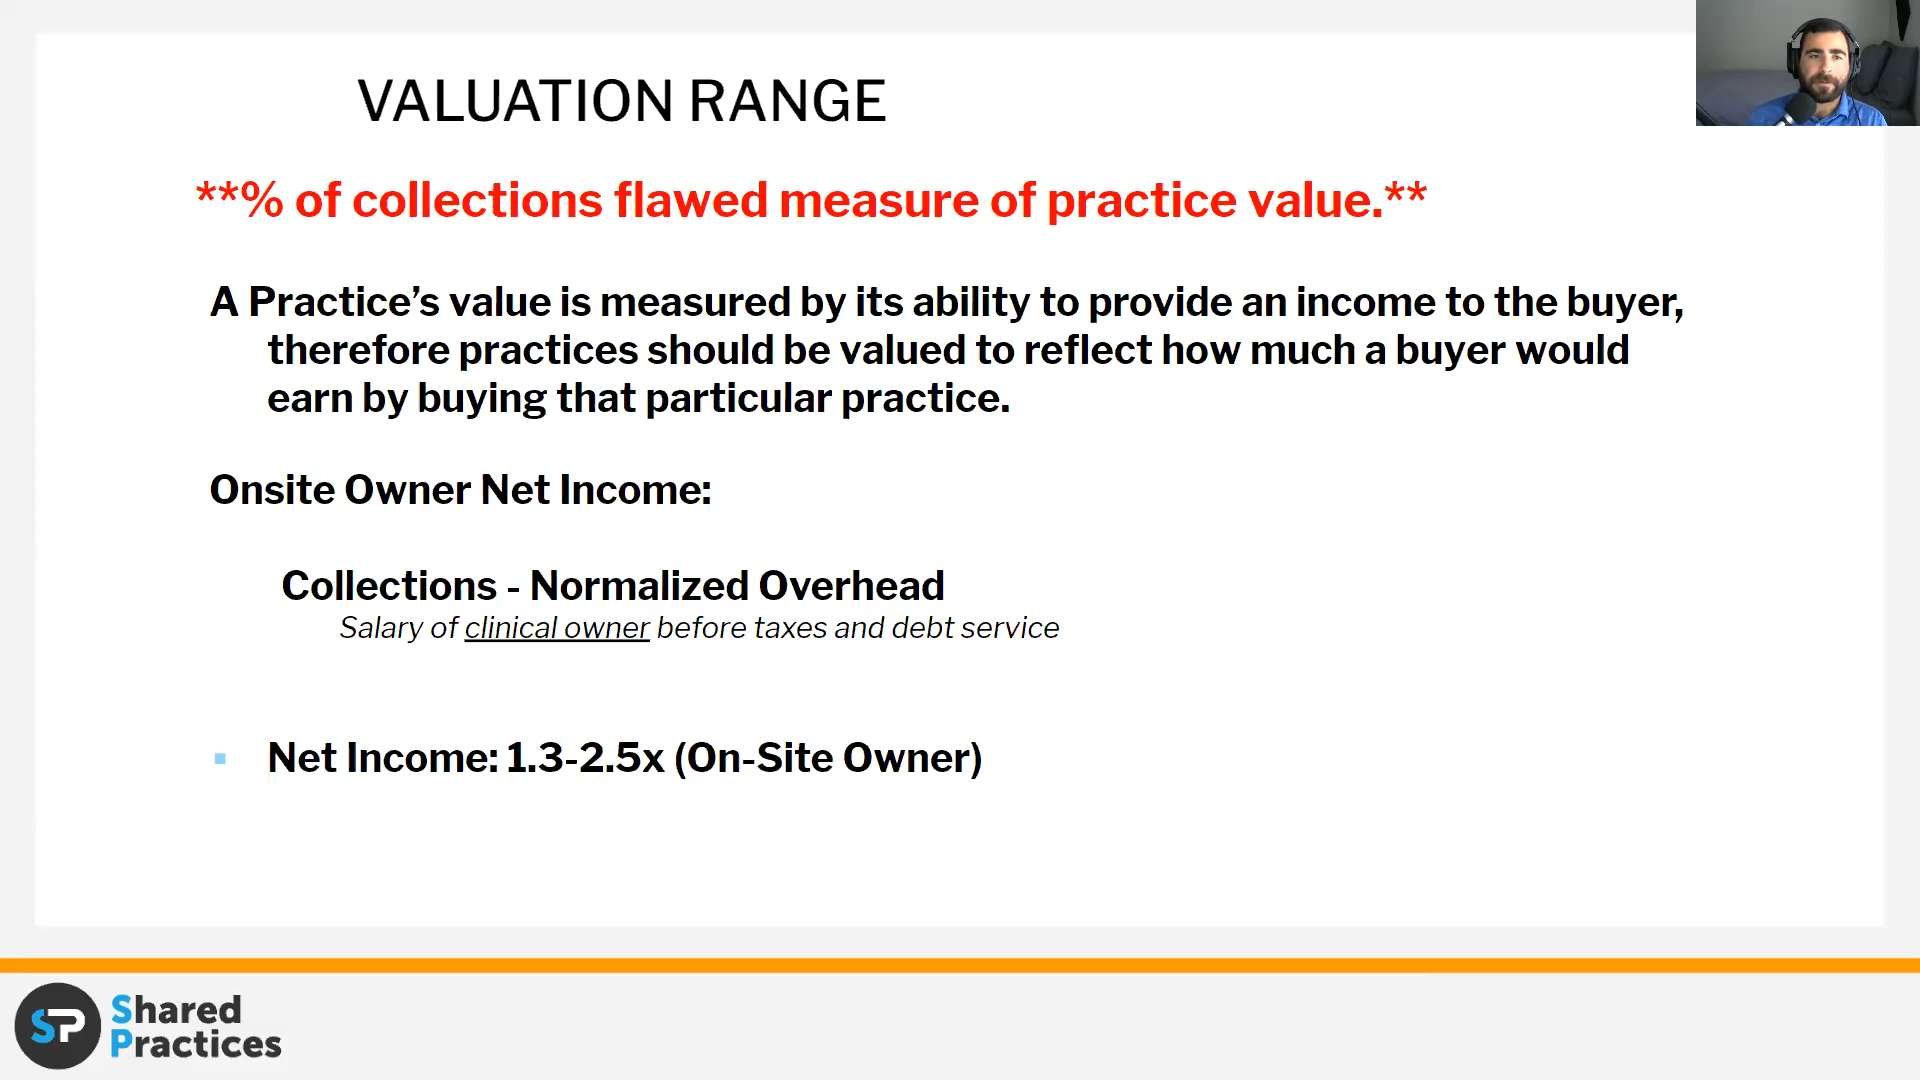 VALUATION RANGE
**% of collections flawed measure of practice value.**
A Practice’s value is measured by its ability to provide an income to the buyer,
therefore practices should be valued to reflect how much a buyer would
earn by buying that particular practice.
Onsite Owner Net Income:
Collections - Normalized Overhead
Salary of clinical owner before taxes and debt service
Net Income: 1.3-2.5x (On-Site Owner)
SP
Shared
Practices